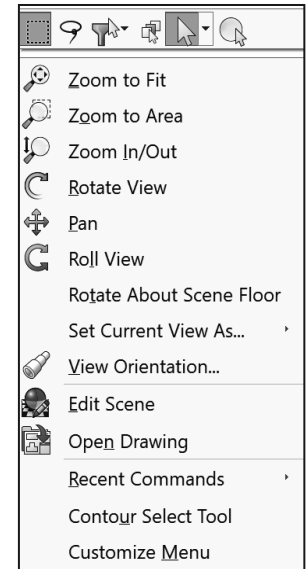 Zoom to Fit
Zoom to Area
Zoom In/Out
Rotate View
Pan
Roll View
Rotate About Scene Floor
Set Current View As...
View Orientation...
Edit Scene
Open Drawing
Recent Commands
Contour Select Tool
Customize Menu